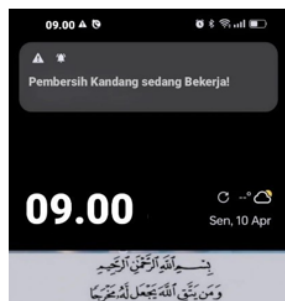 09.00
Pembersih Kandang sedang Bekerja!
09.00
--°
Sen, 10 Apr
بِسْمِ اللَّهِ الرَّحْمَٰنِ الرَّحِيمِ
وَمَن يَتَّقِ اللَّهَ يَجْعَل لَّهُ مَخْرَجًا